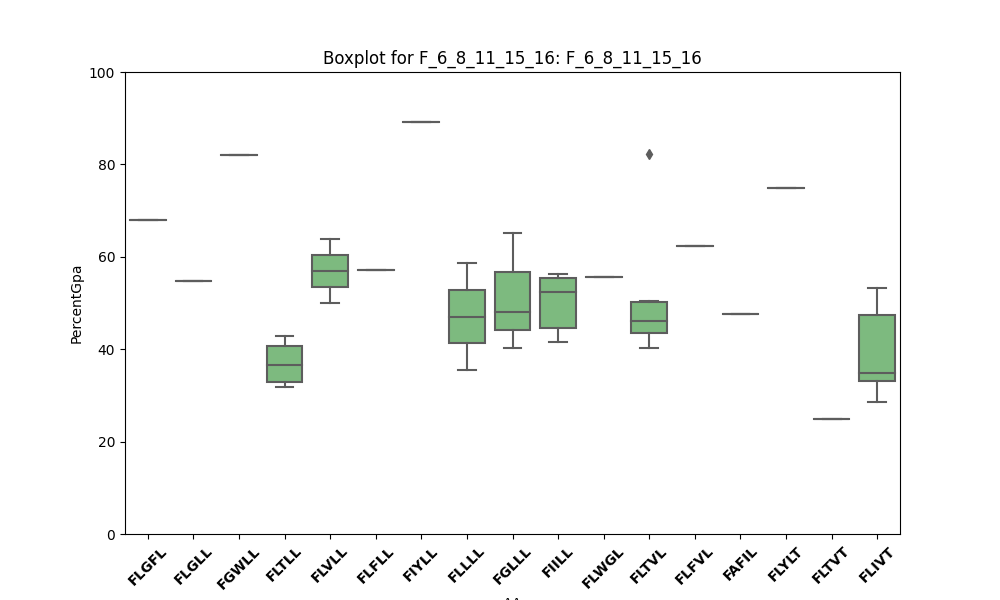 Boxplot for F_6_8_11_15_16: F_6_8_11_15_16
PercentGpa
100
80
60
40
20
0
FLGFL
FLGLL
FGWLL
FLTLL
FLVLL
FLFLL
FIYLL
FLLLL
FGLLL
FIILL
FLWGL
FLTVL
FLFVL
FAFIL
FLYLT
FLTVT
FLIVT